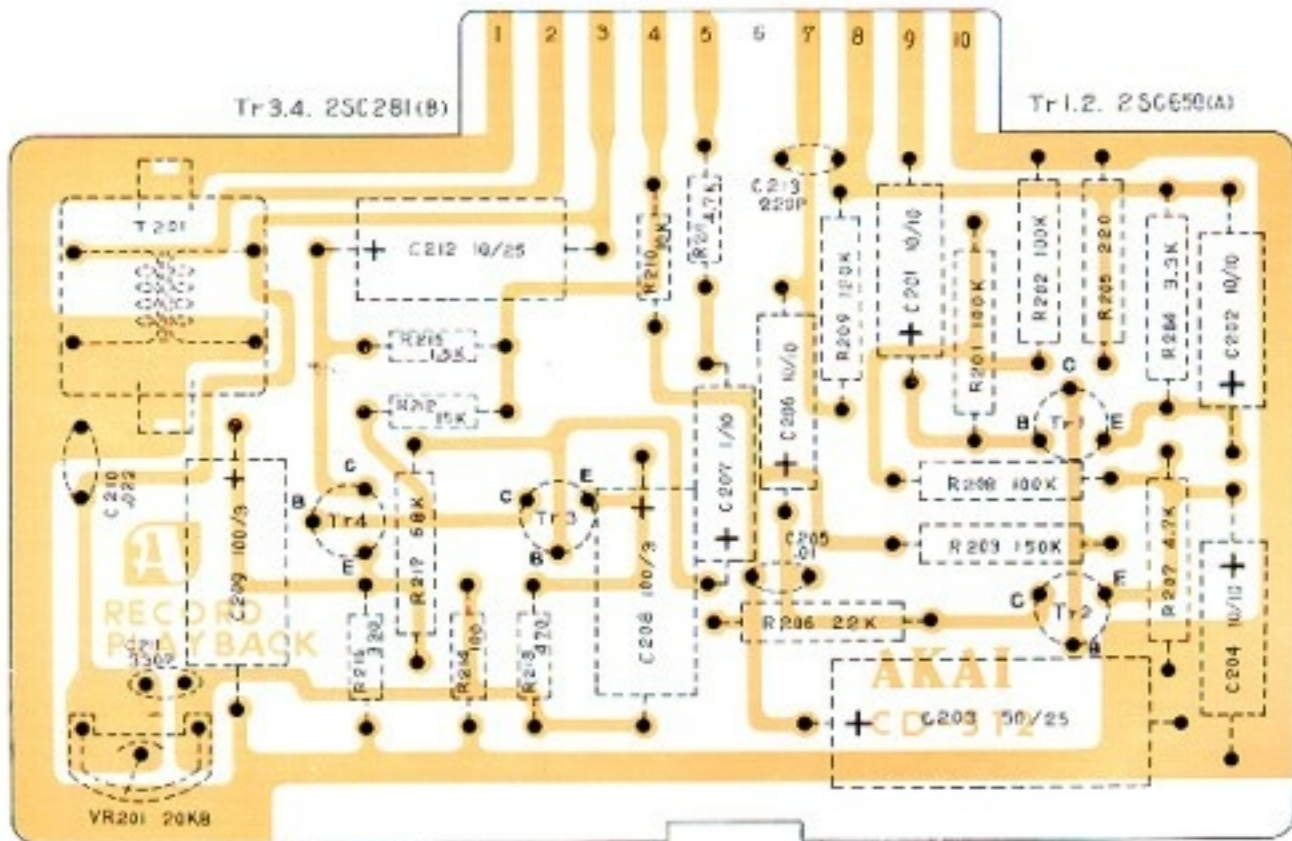 1 2 3 4 5 6 7 8 9 10
Tr3.4. 2SC281(B)
Tr1.2. 2SC650(A)
T201
C212 10/25
R210
4.7K
C213
220P
R209 120K
C201 10/10
R201 100K
R202 100K
R205 220
3.3K
C202 10/10
R215
1.5K
R212
15K
C206 10/10
C207 1/10
C
B Tr1 E
C210
.022
C209 100/3
C
B Tr4
E
R217 68K
C Tr3 E
B
C208 100/3
R208 100K
R203 150K
R207 4.7K
C205
.01
C Tr2 E
B
C204 10/10
R206 22K
RECORD
PLAYBACK
R216
R214
100
R213
470
AKAI
C203 50/25
VR201 20KB